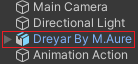 Main Camera
Directional Light
Dreyar By M.Aure
Animation Action